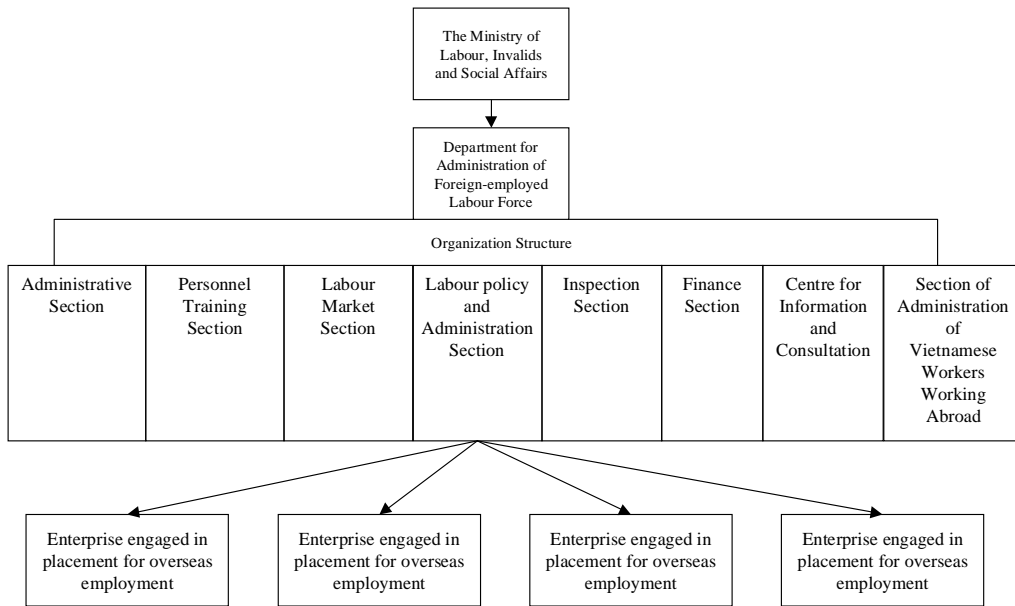 The Ministry of
Labour, Invalids
and Social Affairs
Department for
Administration of
Foreign-employed
Labour Force
Organization Structure
Administrative
Section
Personnel
Training
Section
Labour
Market
Section
Labour policy
and
Administration
Section
Inspection
Section
Finance
Section
Centre for
Information
and
Consultation
Section of
Administration
of
Vietnamese
Workers
Working
Abroad
Enterprise engaged in
placement for overseas
employment
Enterprise engaged in
placement for overseas
employment
Enterprise engaged in
placement for overseas
employment
Enterprise engaged in
placement for overseas
employment